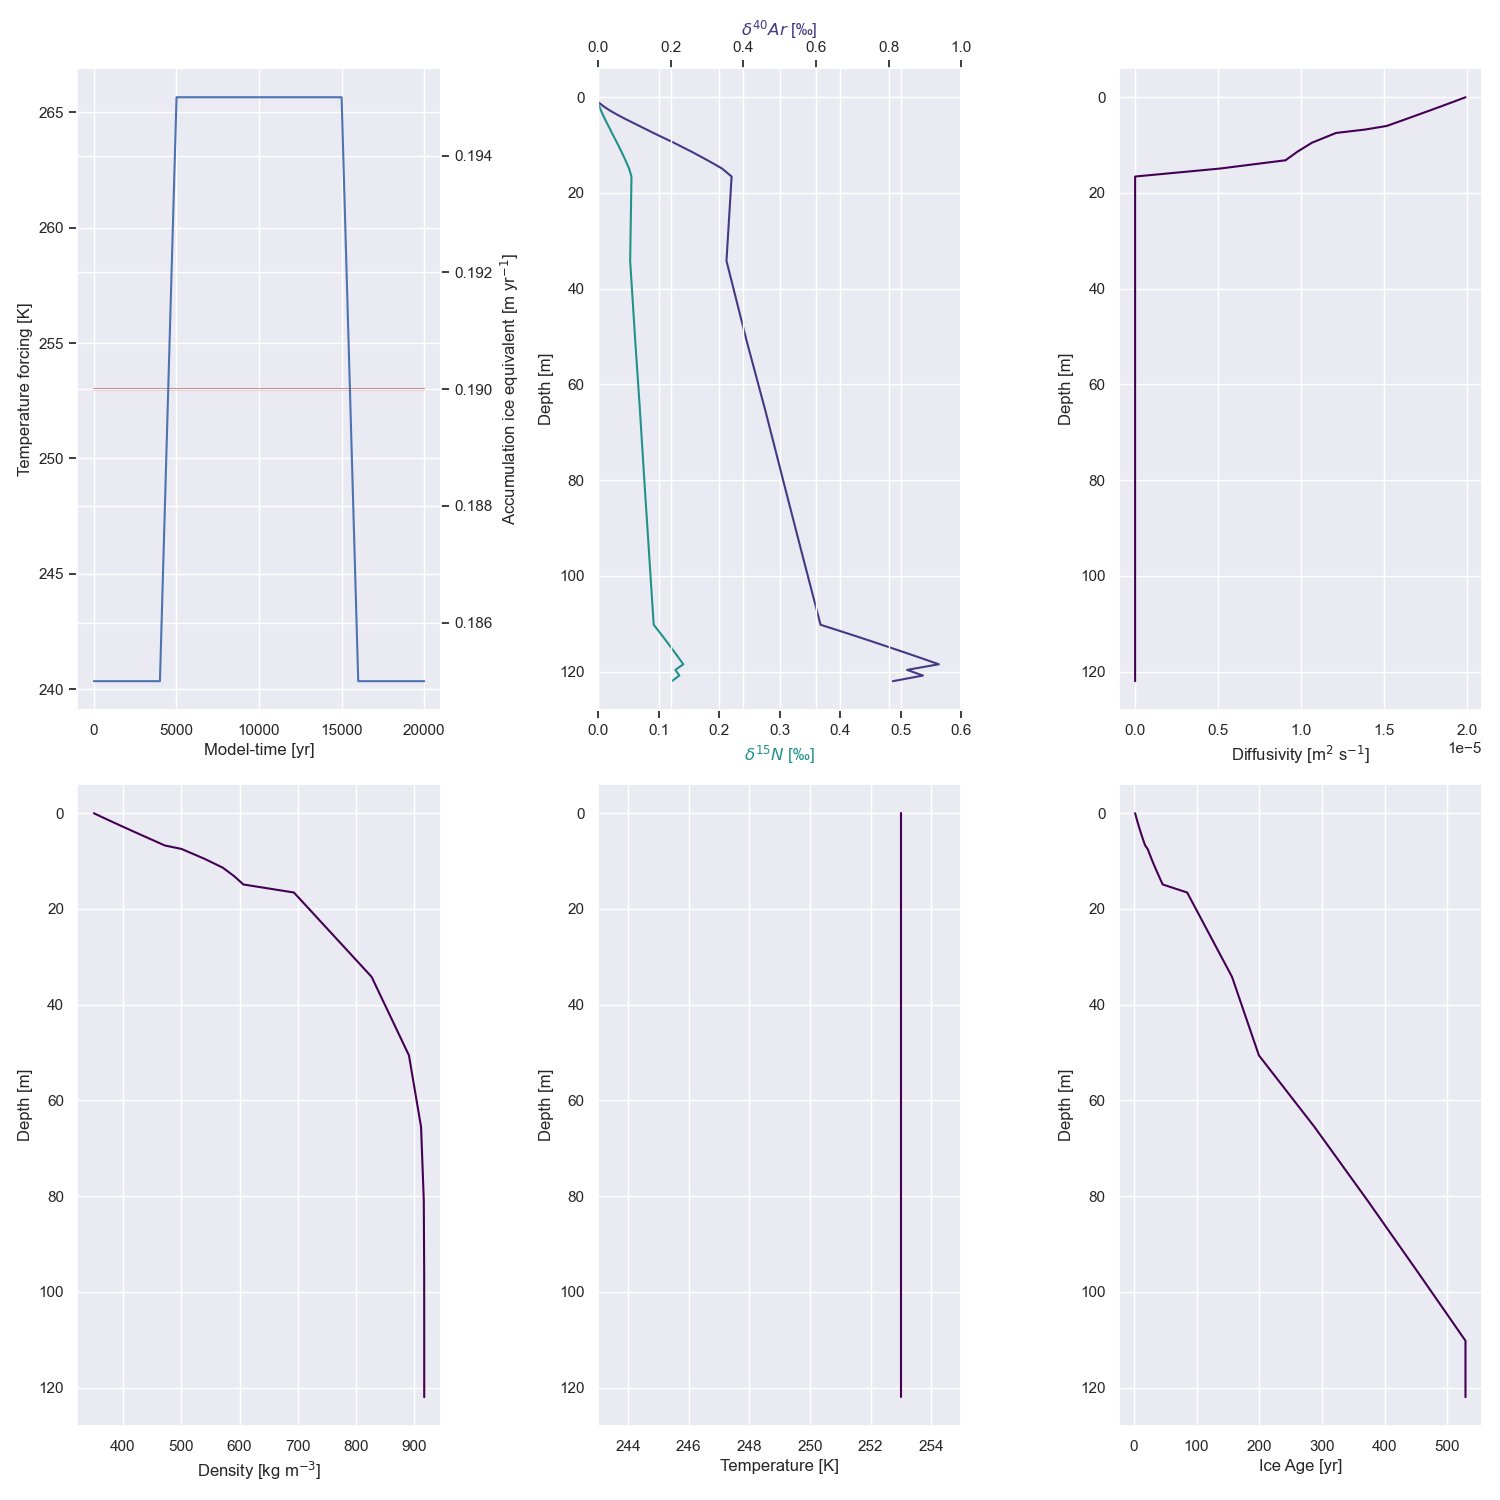 δ⁴⁰Ar [‰]
0.0 0.2 0.4 0.6 0.8 1.0
265
260
255
250
245
240
Temperature forcing [K]
0 5000 10000 15000 20000
Model-time [yr]
0.194
0.192
0.190
0.188
0.186
Accumulation ice equivalent [m yr⁻¹]
0
20
40
60
80
100
120
Depth [m]
0.0 0.1 0.2 0.3 0.4 0.5 0.6
δ¹⁵N [‰]
0
20
40
60
80
100
120
Depth [m]
0.0 0.5 1.0 1.5 2.0
1e−5
Diffusivity [m² s⁻¹]
0
20
40
60
80
100
120
Depth [m]
400 500 600 700 800 900
Density [kg m⁻³]
0
20
40
60
80
100
120
Depth [m]
244 246 248 250 252 254
Temperature [K]
0
20
40
60
80
100
120
Depth [m]
0 100 200 300 400 500
Ice Age [yr]